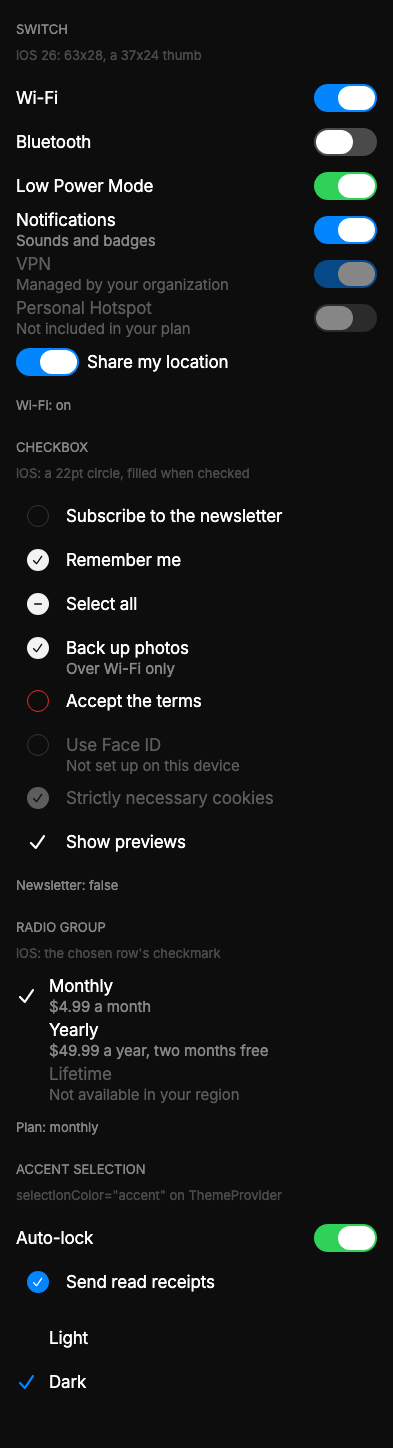 SWITCH
iOS 26: 63x28, a 37x24 thumb
Wi-Fi
Bluetooth
Low Power Mode
Notifications
Sounds and badges
VPN
Managed by your organization
Personal Hotspot
Not included in your plan
Share my location
Wi-Fi: on
CHECKBOX
iOS: a 22pt circle, filled when checked
Subscribe to the newsletter
Remember me
Select all
Back up photos
Over Wi-Fi only
Accept the terms
Use Face ID
Not set up on this device
Strictly necessary cookies
Show previews
Newsletter: false
RADIO GROUP
iOS: the chosen row's checkmark
Monthly
$4.99 a month
Yearly
$49.99 a year, two months free
Lifetime
Not available in your region
Plan: monthly
ACCENT SELECTION
selectionColor="accent" on ThemeProvider
Auto-lock
Send read receipts
Light
Dark